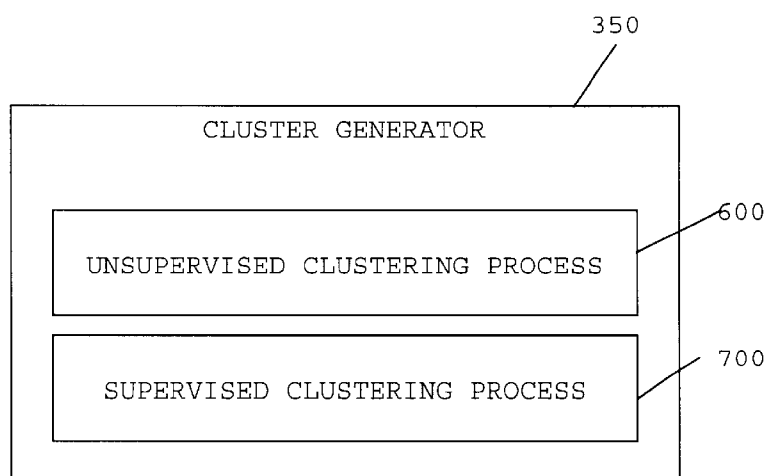 350
CLUSTER GENERATOR
600
UNSUPERVISED CLUSTERING PROCESS
700
SUPERVISED CLUSTERING PROCESS